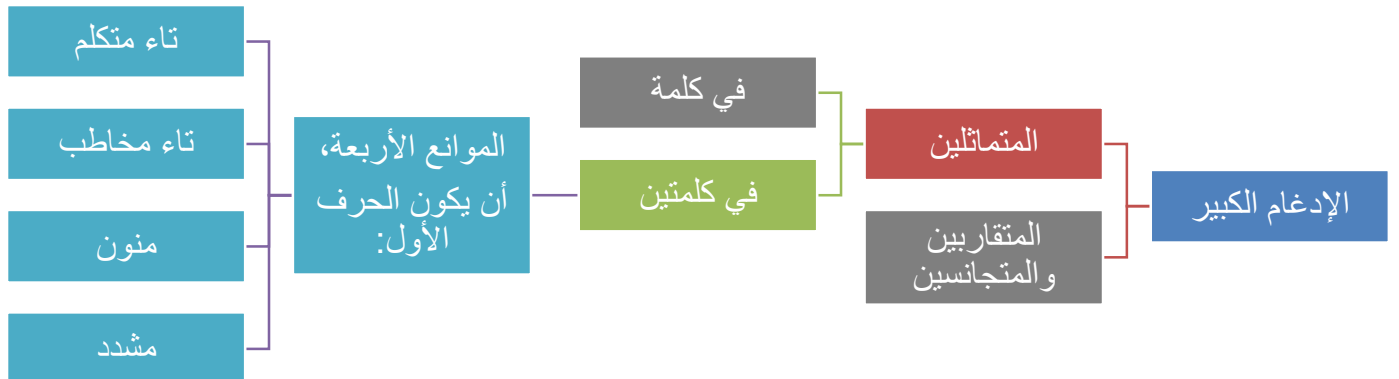 الإدغام الكبير
المتماثلين
المتقاربين
والمتجانسين
في كلمة
في كلمتين
الموانع الأربعة،
أن يكون الحرف
الأول:
تاء متكلم
تاء مخاطب
منون
مشدد